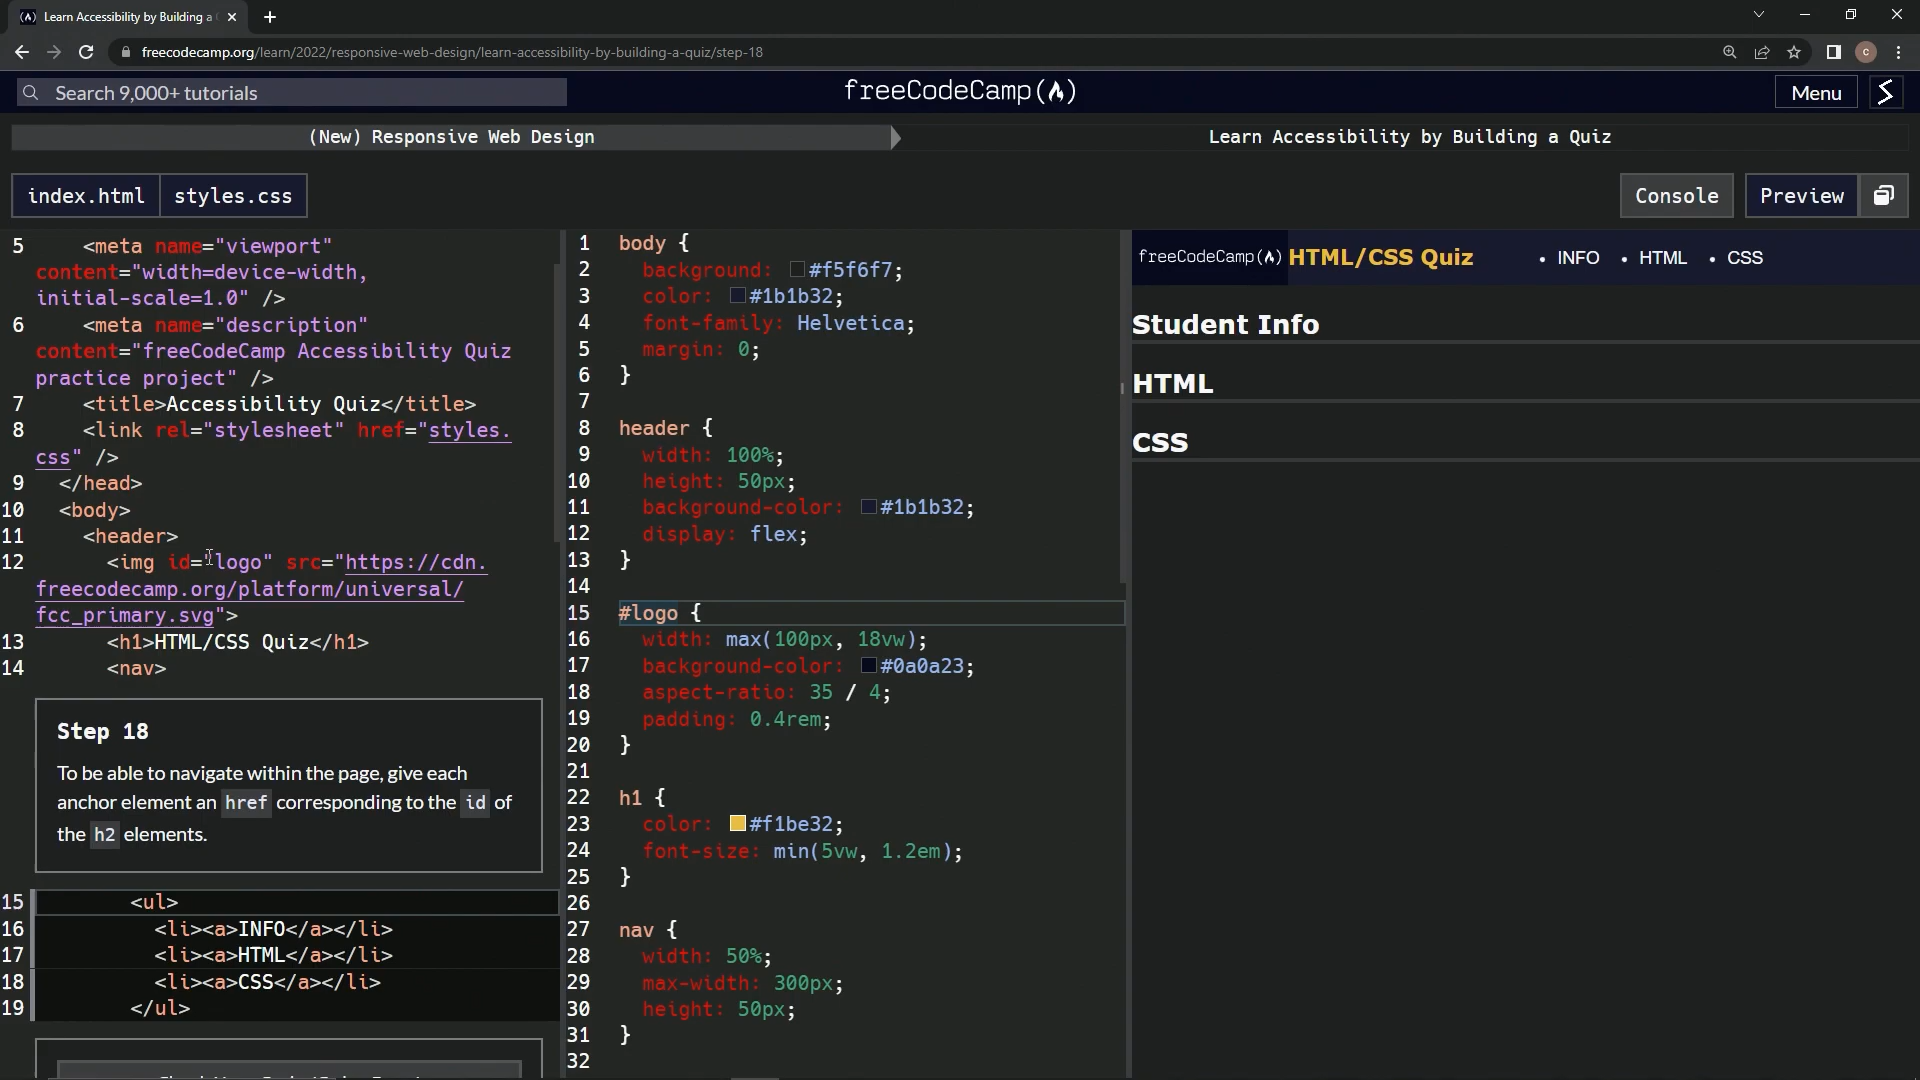 Learn Accessibility by Building a
freecodecamp.org/learn/2022/responsive-web-design/learn-accessibility-by-building-a-quiz/step-18
c
Search 9,000+ tutorials
freeCodeCamp
Menu
(New) Responsive Web Design
Learn Accessibility by Building a Quiz
index.html
styles.css
Console
Preview
5 <meta name="viewport"
content="width=device-width,
initial-scale=1.0" />
6 <meta name="description"
content="freeCodeCamp Accessibility Quiz
practice project" />
7 <title>Accessibility Quiz</title>
8 <link rel="stylesheet" href="styles.
css" />
9 </head>
10 <body>
11 <header>
12 <img id="logo" src="https://cdn.
freecodecamp.org/platform/universal/
fcc_primary.svg">
13 <h1>HTML/CSS Quiz</h1>
14 <nav>
Step 18
To be able to navigate within the page, give each
anchor element an href corresponding to the id of
the h2 elements.
15 <ul>
16 <li><a>INFO</a></li>
17 <li><a>HTML</a></li>
18 <li><a>CSS</a></li>
19 </ul>
1 body {
2 background: #f5f6f7;
3 color: #1b1b32;
4 font-family: Helvetica;
5 margin: 0;
6 }
7
8 header {
9 width: 100%;
10 height: 50px;
11 background-color: #1b1b32;
12 display: flex;
13 }
14
15 #logo {
16 width: max(100px, 18vw);
17 background-color: #0a0a23;
18 aspect-ratio: 35 / 4;
19 padding: 0.4rem;
20 }
21
22 h1 {
23 color: #f1be32;
24 font-size: min(5vw, 1.2em);
25 }
26
27 nav {
28 width: 50%;
29 max-width: 300px;
30 height: 50px;
31 }
32
freeCodeCamp HTML/CSS Quiz • INFO • HTML • CSS
Student Info
HTML
CSS